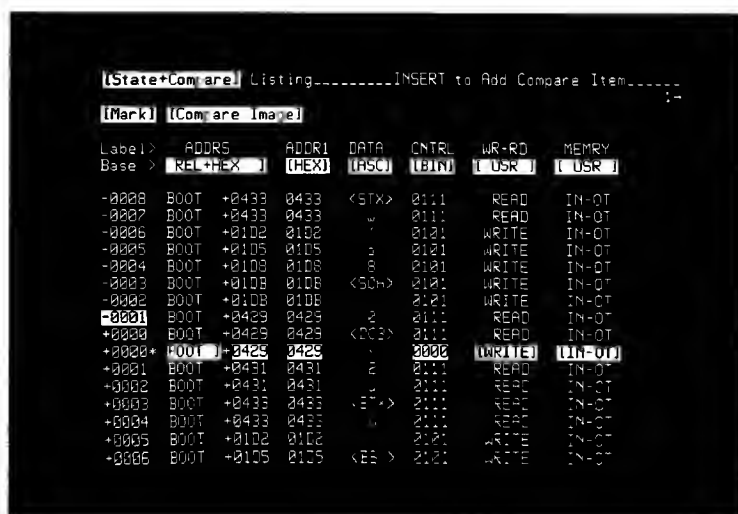 [State+Compare] Listing_________INSERT to Add Compare Item______
[Mark] [Compare Image]
Label> ADDRS ADDR1 DATA CNTRL WR-RD MEMRY
Base > REL+HEX ] [HEX] [ASC] [BIN] [ USR ] [ USR ]
-0008 BOOT +0433 0433 <STX> 0111 READ IN-OT
-0007 BOOT +0433 0433 w 0111 READ IN-OT
-0006 BOOT +01D2 01D2 0101 WRITE IN-OT
-0005 BOOT +01D5 01D5 0101 WRITE IN-OT
-0004 BOOT +01D8 01D8 8 0101 WRITE IN-OT
-0003 BOOT +01DB 01DB <SOH> 0101 WRITE IN-OT
-0002 BOOT +01DB 01DB 0101 WRITE IN-OT
-0001 BOOT +0429 0429 0111 READ IN-OT
+0000 BOOT +0429 0429 <DC3> 0111 READ IN-OT
+0000* +0429 0429 0000 [WRITE] [IN-OT]
+0001 BOOT +0431 0431 0111 READ IN-OT
+0002 BOOT +0431 0431 0111 READ IN-OT
+0003 BOOT +0433 0433 <ETX> 0111 READ IN-OT
+0004 BOOT +0433 0433 0111 READ IN-OT
+0005 BOOT +01D2 01D2 0101 WRITE IN-OT
+0006 BOOT +01D5 01D5 0101 WRITE IN-OT